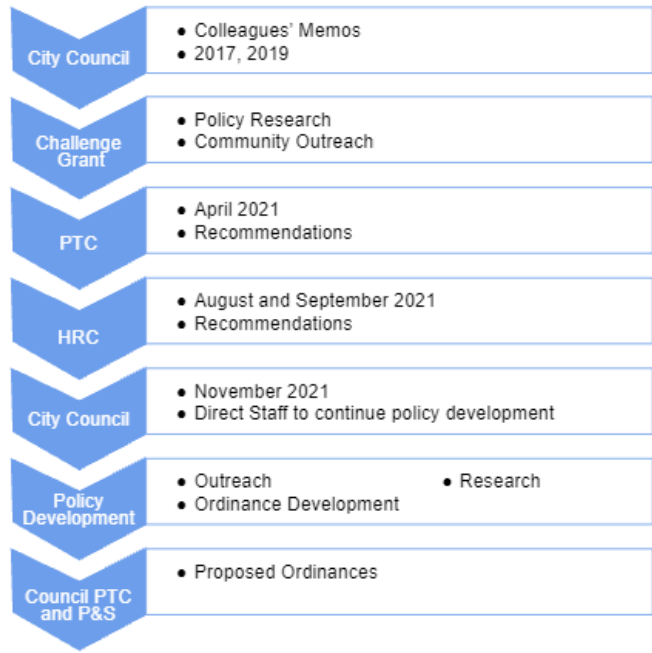 City Council
● Colleagues’ Memos
● 2017, 2019
Challenge
Grant
● Policy Research
● Community Outreach
PTC
● April 2021
● Recommendations
HRC
● August and September 2021
● Recommendations
City Council
● November 2021
● Direct Staff to continue policy development
Policy
Development
● Outreach ● Research
● Ordinance Development
Council PTC
and P&S
● Proposed Ordinances